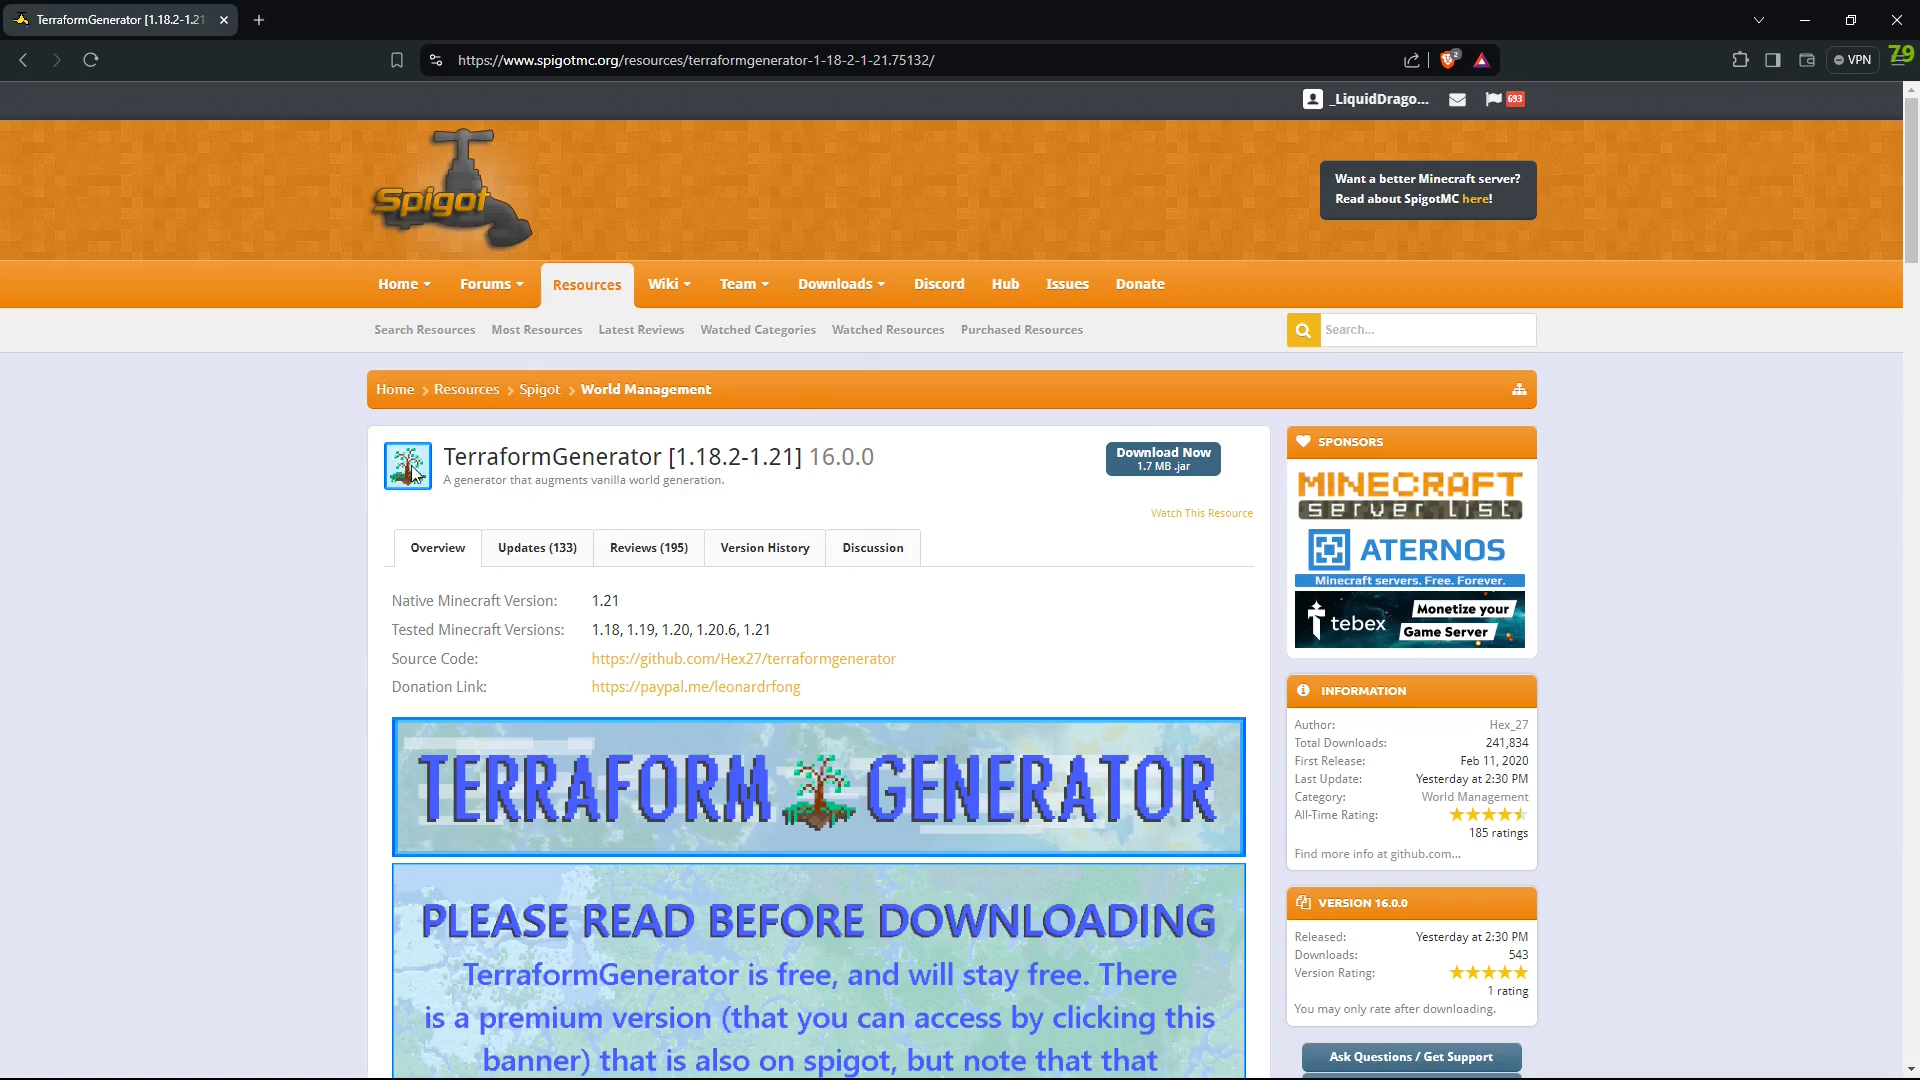 TerraformGenerator [1.18.2-1.21
https://www.spigotmc.org/resources/terraformgenerator-1-18-2-1-21.75132/
2
VPN
79
_LiquidDrago...
693
Spigot
Want a better Minecraft server?
Read about SpigotMC here!
Home
Forums
Resources
Wiki
Team
Downloads
Discord
Hub
Issues
Donate
Search Resources
Most Resources
Latest Reviews
Watched Categories
Watched Resources
Purchased Resources
Search...
Home
Resources
Spigot
World Management
TerraformGenerator [1.18.2-1.21] 16.0.0
A generator that augments vanilla world generation.
Download Now
1.7 MB .jar
Watch This Resource
Overview
Updates (133)
Reviews (195)
Version History
Discussion
Native Minecraft Version: 1.21
Tested Minecraft Versions: 1.18, 1.19, 1.20, 1.20.6, 1.21
Source Code: https://github.com/Hex27/terraformgenerator
Donation Link: https://paypal.me/leonardrfong
TERRAFORM GENERATOR
PLEASE READ BEFORE DOWNLOADING
TerraformGenerator is free, and will stay free. There
is a premium version (that you can access by clicking this
banner) that is also on spigot, but note that that
SPONSORS
MINECRAFT
server list
ATERNOS
Minecraft servers. Free. Forever.
tebex
Monetize your
Game Server
INFORMATION
Author: Hex_27
Total Downloads: 241,834
First Release: Feb 11, 2020
Last Update: Yesterday at 2:30 PM
Category: World Management
All-Time Rating:
185 ratings
Find more info at github.com...
VERSION 16.0.0
Released: Yesterday at 2:30 PM
Downloads: 543
Version Rating:
1 rating
You may only rate after downloading.
Ask Questions / Get Support